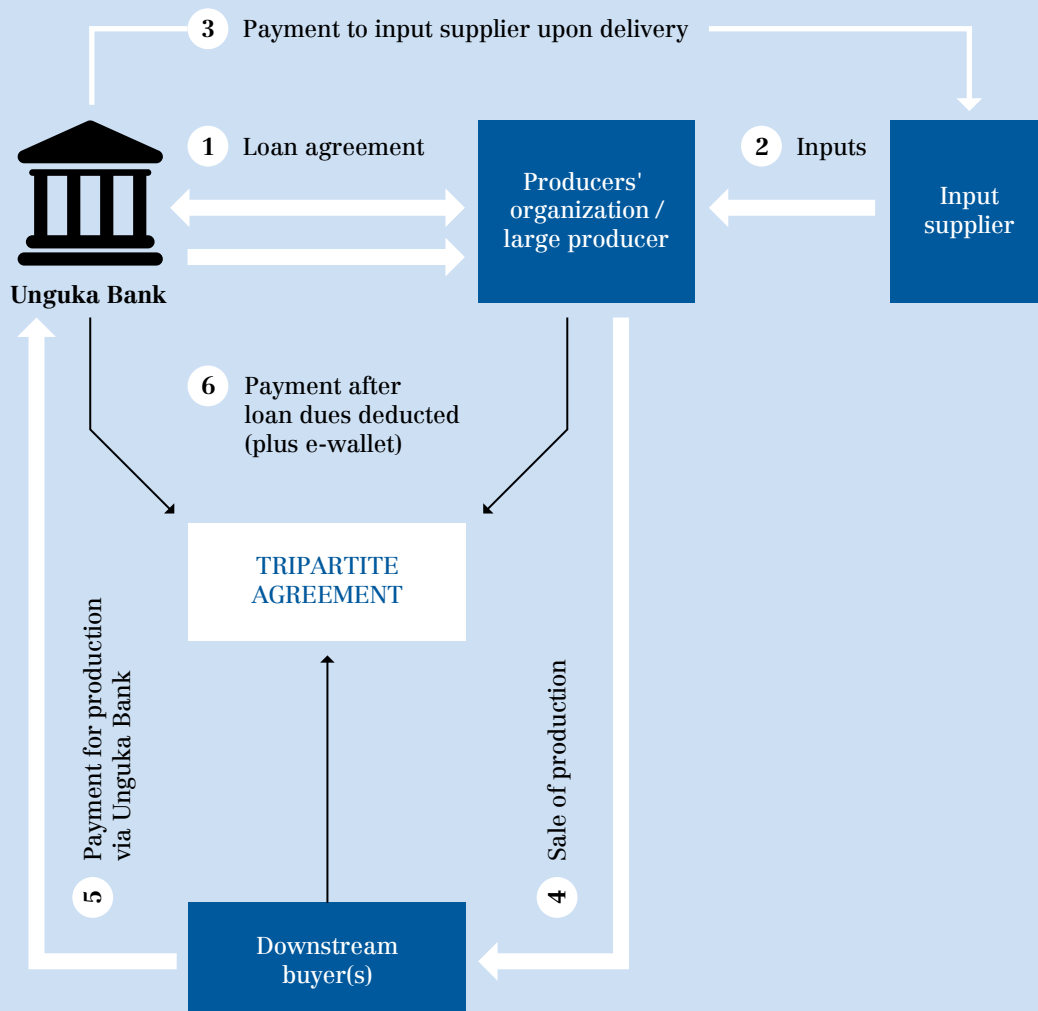 3 Payment to input supplier upon delivery
1 Loan agreement
2 Inputs
Producers'
organization /
large producer
Input
supplier
Unguka Bank
6 Payment after
loan dues deducted
(plus e-wallet)
TRIPARTITE
AGREEMENT
5 Payment for production
via Unguka Bank
4 Sale of production
Downstream
buyer(s)